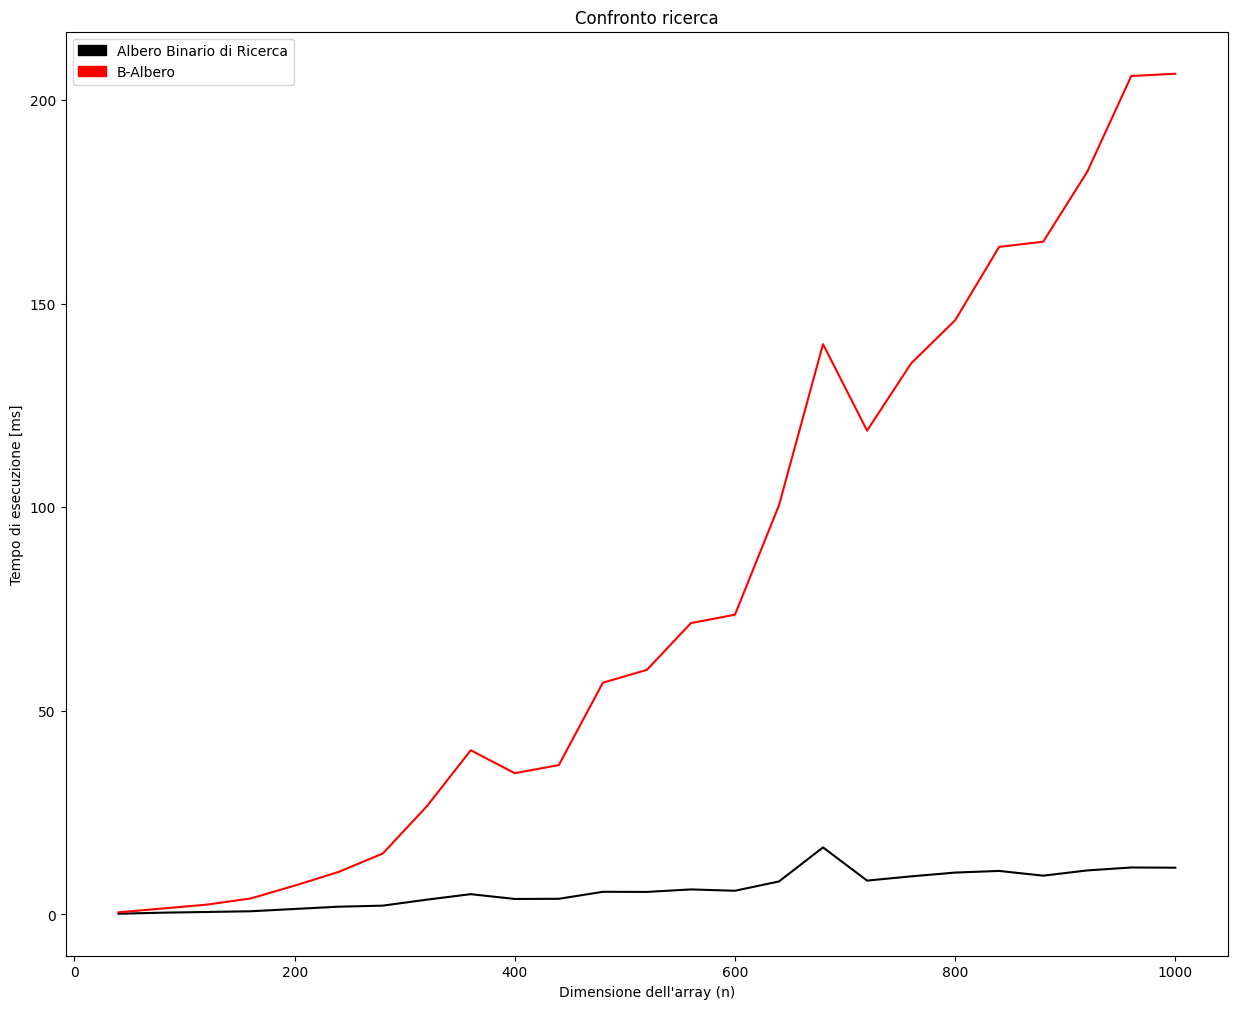 Confronto ricerca
Albero Binario di Ricerca
B-Albero
Tempo di esecuzione [ms]
200
150
100
50
0
0
200
400
600
800
1000
Dimensione dell'array (n)